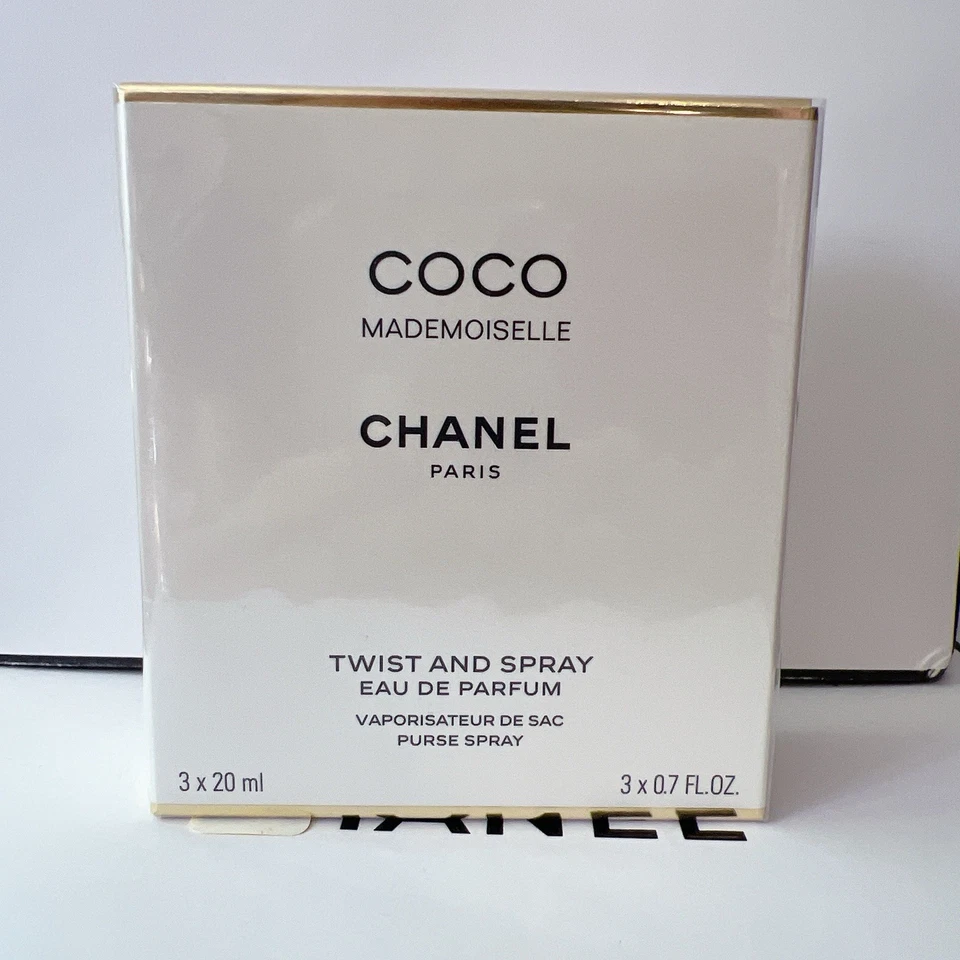 COCO
MADEMOISELLE
CHANEL
PARIS
TWIST AND SPRAY
EAU DE PARFUM
VAPORISATEUR DE SAC
PURSE SPRAY
3 x 20 ml 3 x 0.7 FL.OZ.